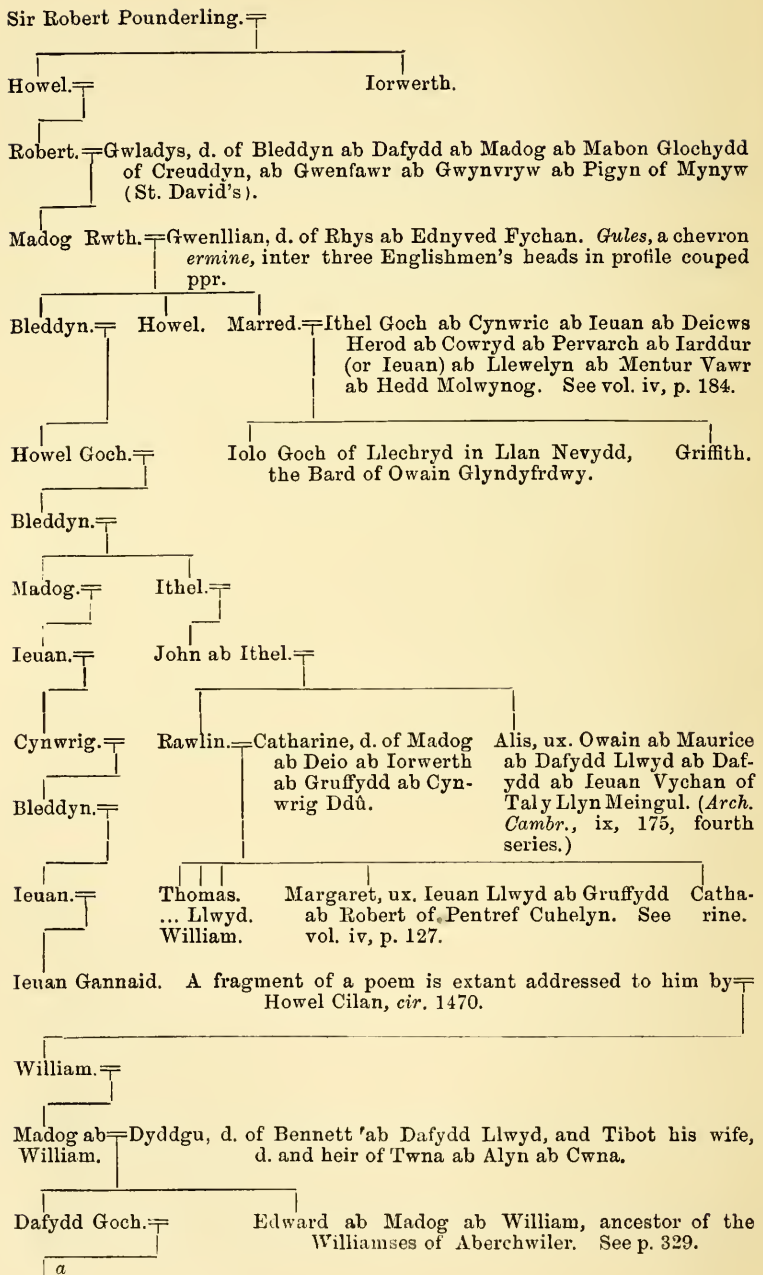 Sir Robert Pounderling.
Howel. Iorwerth.
Robert. Gwladys, d. of Bleddyn ab Dafydd ab Madog ab Mabon Glochydd
of Creuddyn, ab Gwenfawr ab Gwynvryw ab Pigyn of Mynyw
(St. David's).
Madog Rwth. Gwenllian, d. of Rhys ab Ednyved Fychan. Gules, a chevron
ermine, inter three Englishmen's heads in profile couped
ppr.
Bleddyn. Howel. Marred. Ithel Goch ab Cynwric ab Ieuan ab Deicws
Herod ab Cowryd ab Pervarch ab Iarddur
(or Ieuan) ab Llewelyn ab Mentur Vawr
ab Hedd Molwynog. See vol. iv, p. 184.
Howel Goch. Iolo Goch of Llechryd in Llan Nevydd, Griffith.
the Bard of Owain Glyndyfrdwy.
Bleddyn.
Madog. Ithel.
Ieuan. John ab Ithel.
Cynwrig. Rawlin. Catharine, d. of Madog Alis, ux. Owain ab Maurice
ab Deio ab Iorwerth ab Dafydd Llwyd ab Daf-
ab Gruffydd ab Cyn- ydd ab Ieuan Vychan of
Bleddyn. wrig Ddû. Taly Llyn Meingul. (Arch.
Cambr., ix, 175, fourth
series.)
Ieuan. Thomas. Margaret, ux. Ieuan Llwyd ab Gruffydd Catha-
... Llwyd. ab Robert of Pentref Cuhelyn. See rine.
William. vol. iv, p. 127.
Ieuan Gannaid. A fragment of a poem is extant addressed to him by
Howel Cilan, cir. 1470.
William.
Madog ab Dyddgu, d. of Bennett 'ab Dafydd Llwyd, and Tibot his wife,
William. d. and heir of Twna ab Alyn ab Cwna.
Dafydd Goch. Edward ab Madog ab William, ancestor of the
Williamses of Aberchwiler. See p. 329.
a